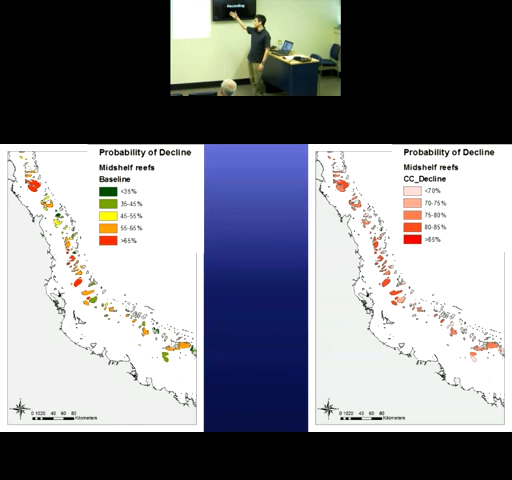 Recording
Probability of Decline
Midshelf reefs
Baseline
<35%
35-45%
45-55%
55-65%
>65%
0 1020 40 60 80
Kilometers
Probability of Decline
Midshelf reefs
CC_Decline
<70%
70-75%
75-80%
80-85%
>85%
0 1020 40 60 80
Kilometers